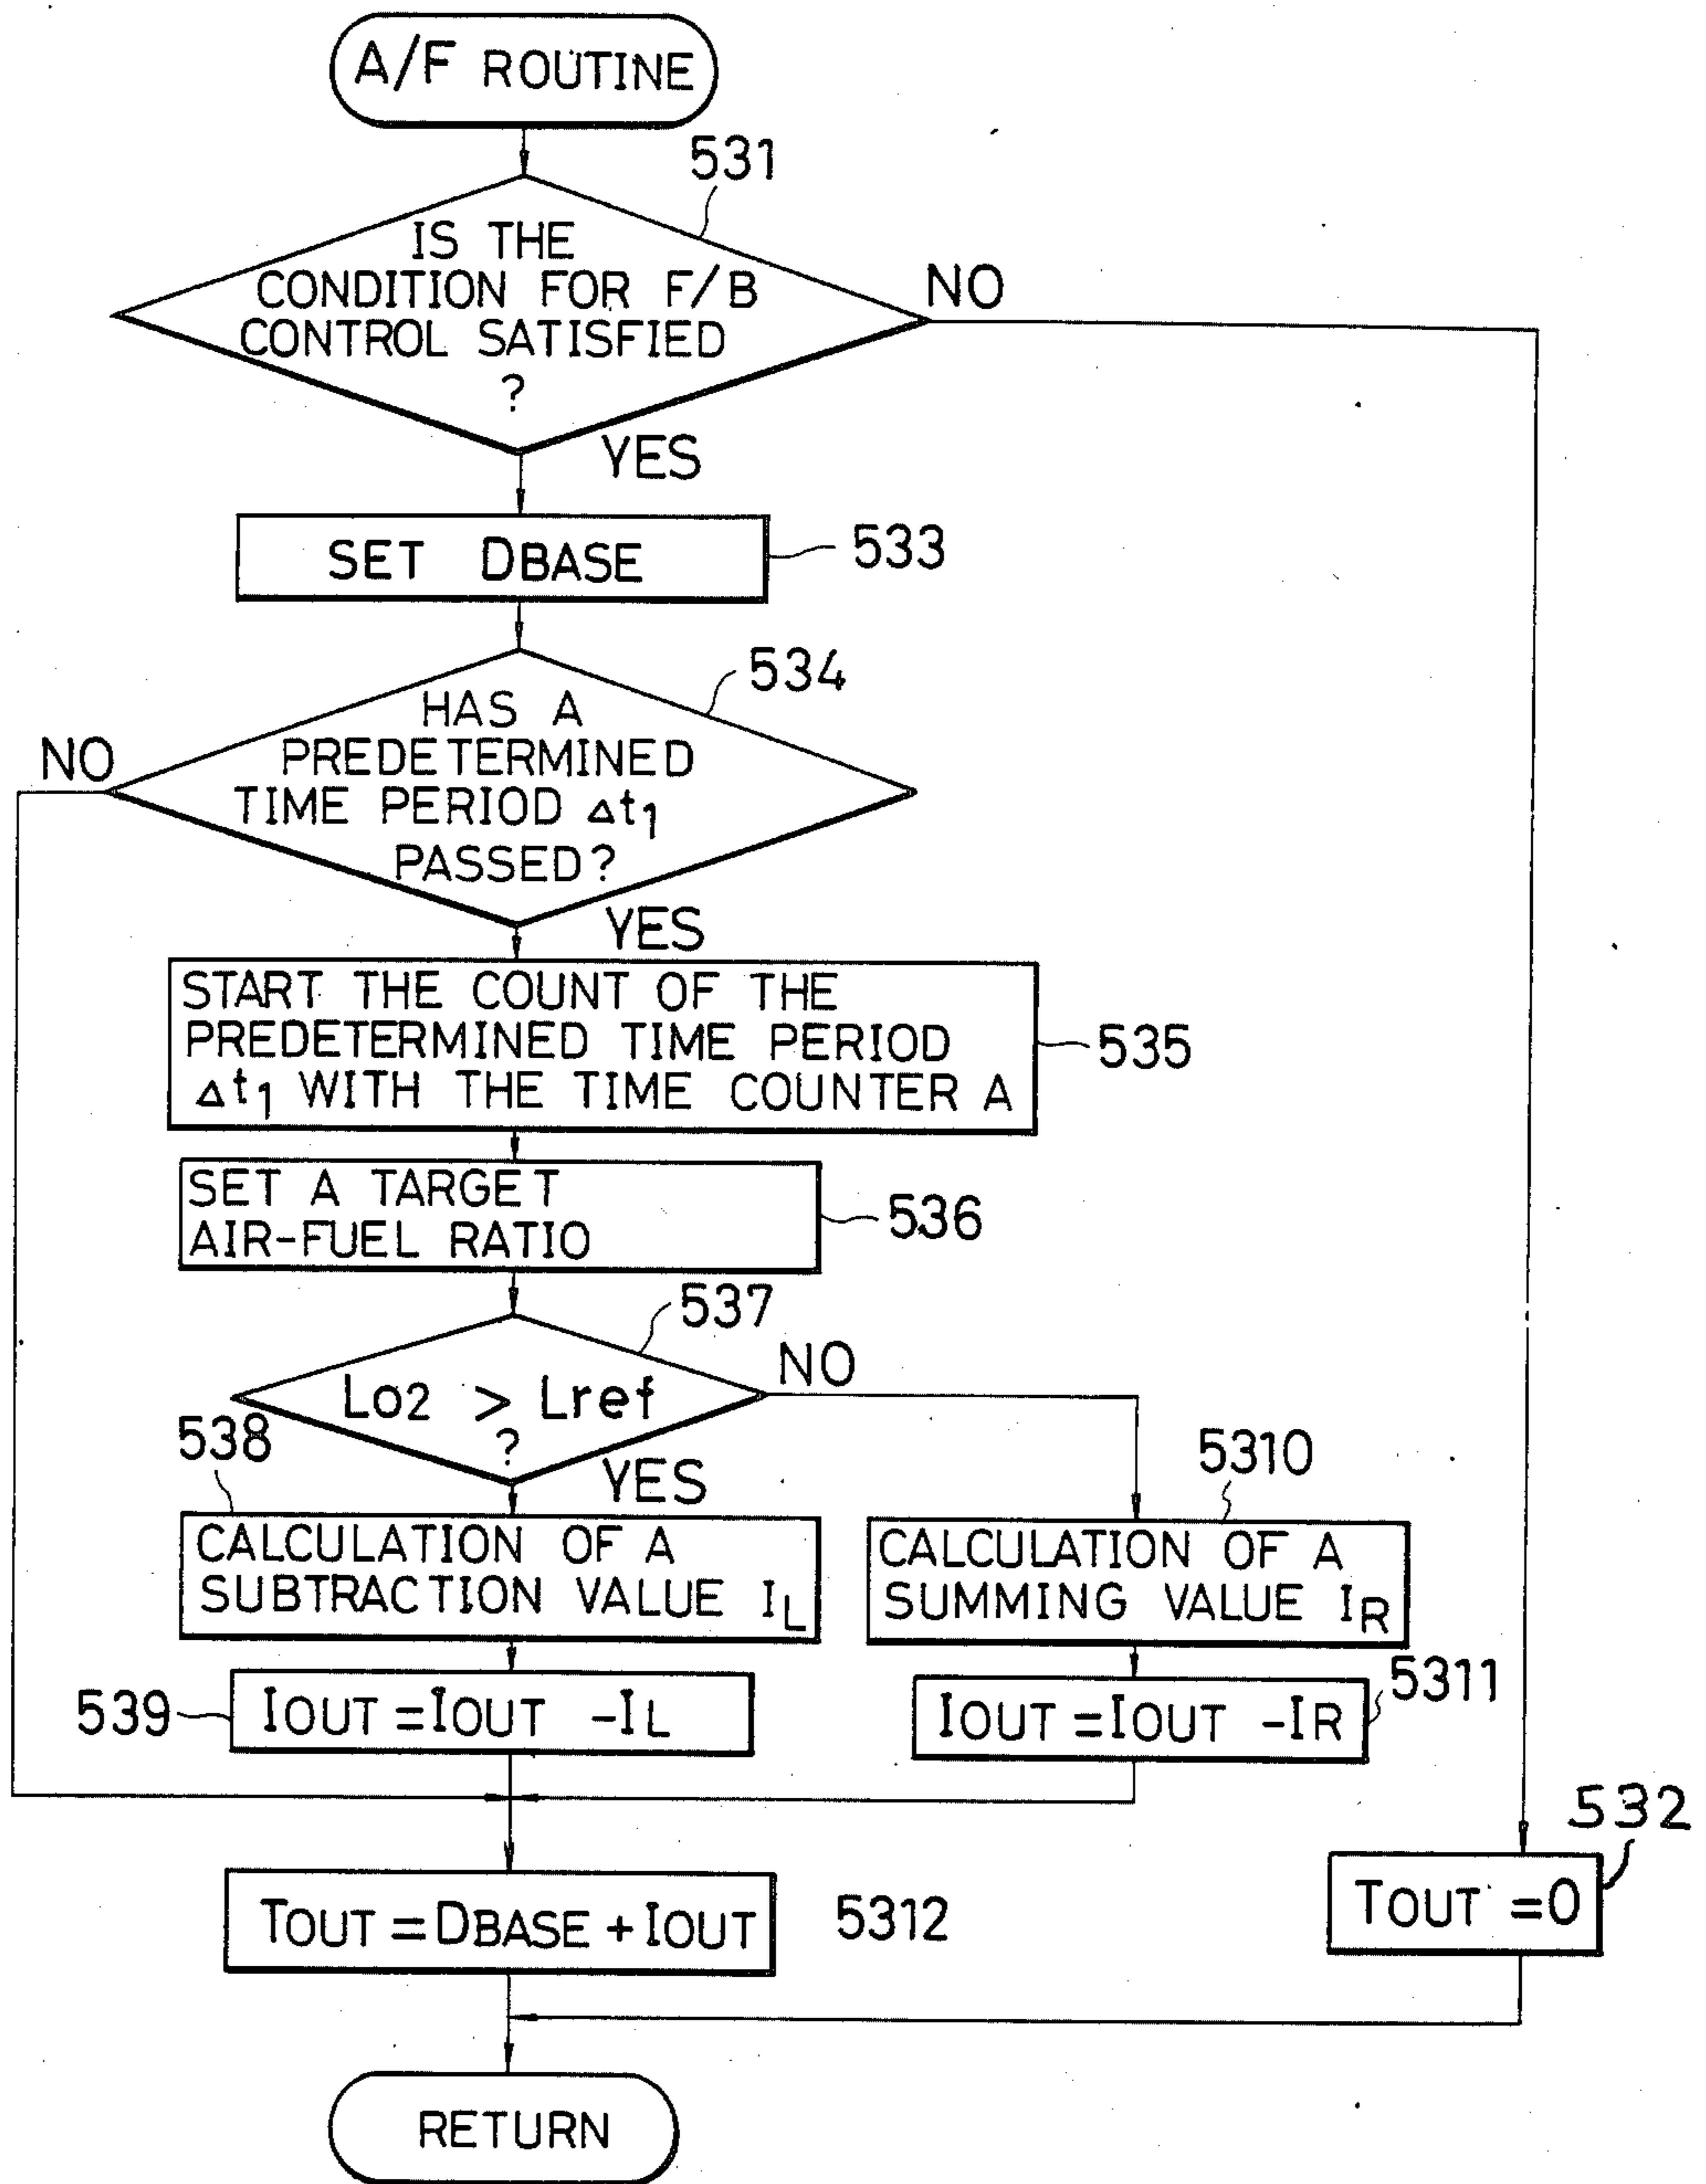 A/F ROUTINE
531
IS THE
CONDITION FOR F/B
CONTROL SATISFIED
?
NO
YES
SET DBASE
533
534
HAS A
PREDETERMINED
TIME PERIOD Δt1
PASSED?
NO
YES
START THE COUNT OF THE
PREDETERMINED TIME PERIOD
Δt1 WITH THE TIME COUNTER A
535
SET A TARGET
AIR-FUEL RATIO
536
537
Lo2 > Lref
?
NO
YES
538
CALCULATION OF A
SUBTRACTION VALUE IL
5310
CALCULATION OF A
SUMMING VALUE IR
539
IOUT = IOUT -IL
IOUT = IOUT -IR
5311
TOUT = DBASE + IOUT
5312
532
TOUT = 0
RETURN